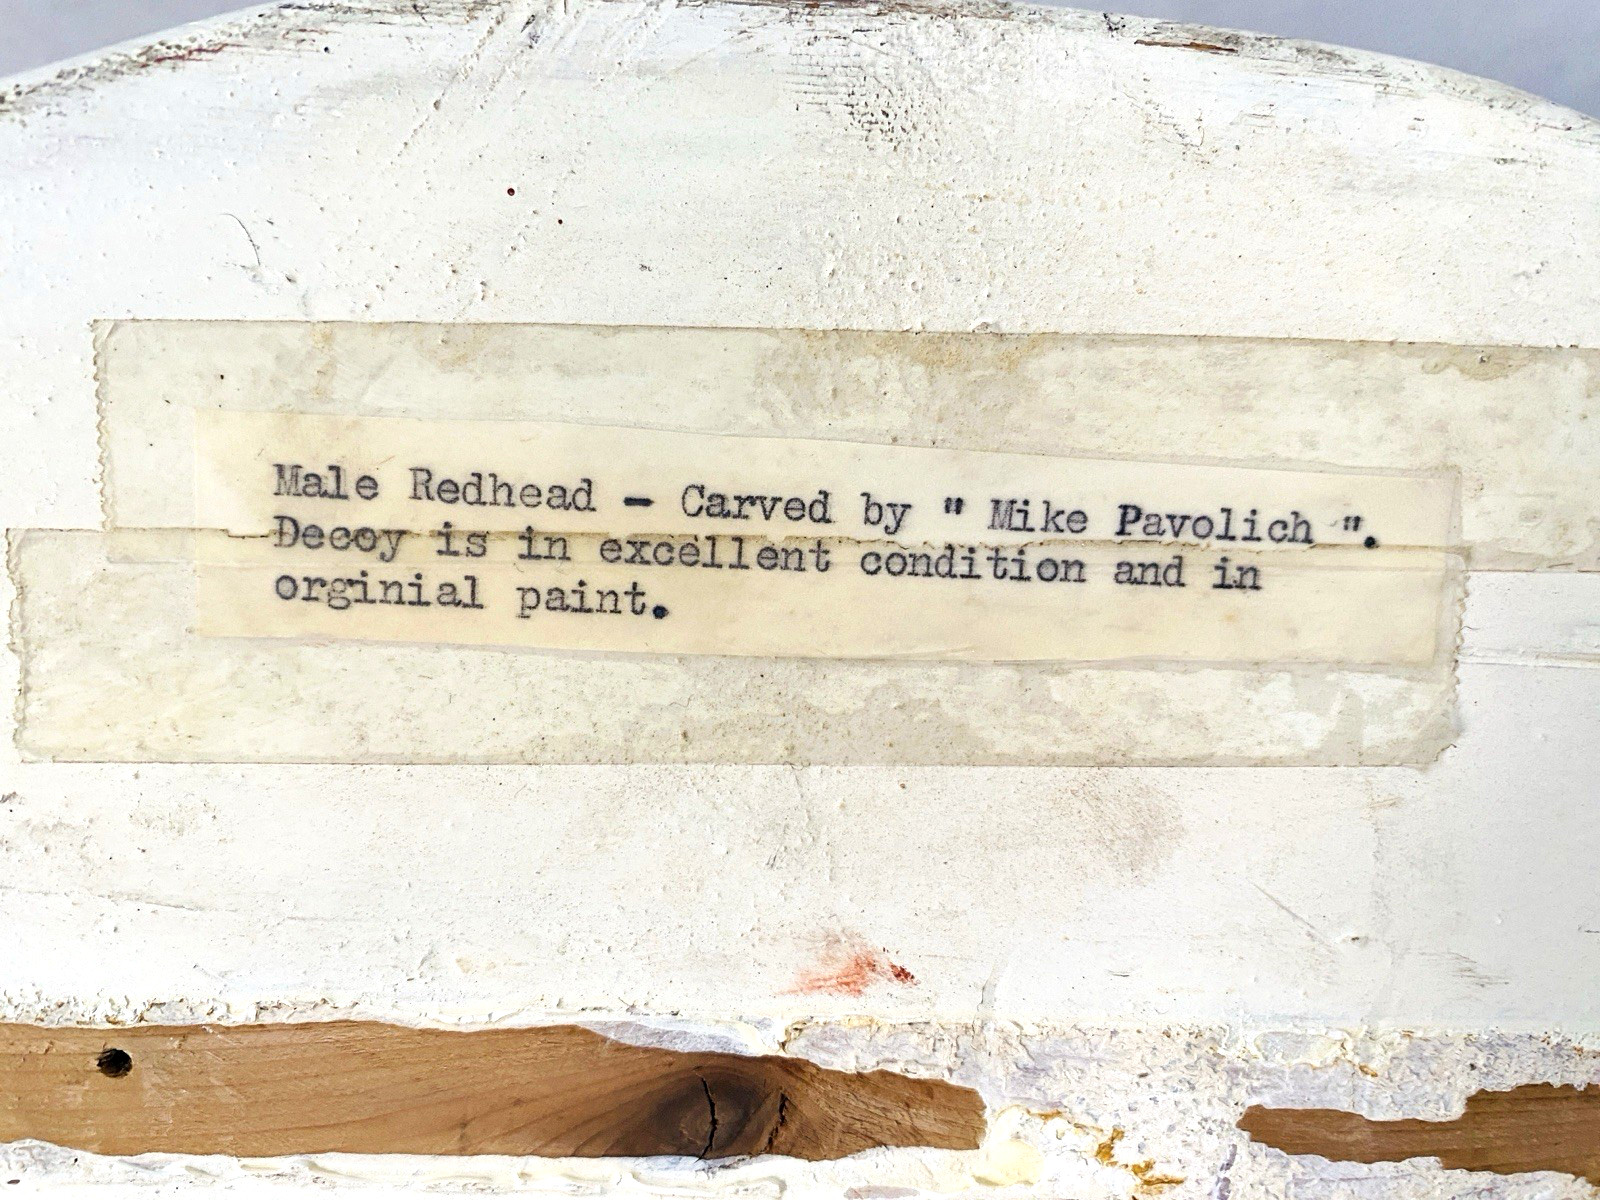 Male Redhead - Carved by " Mike Pavolich ".
Decoy is in excellent condition and in
orginial paint.